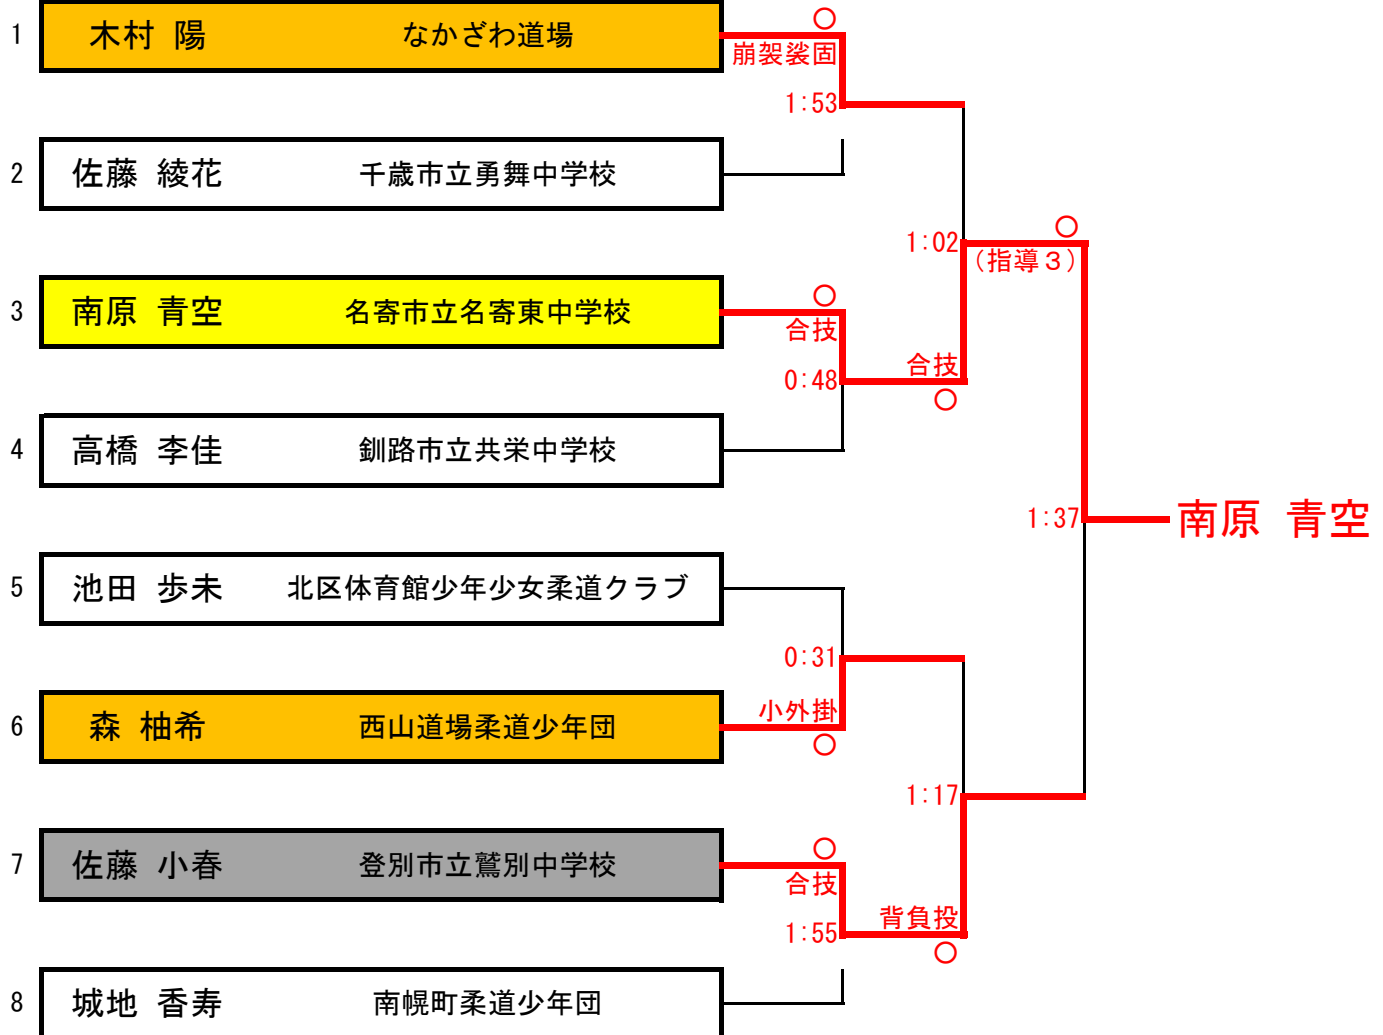 1 木村 陽 なかざわ道場
○
崩袈裟固
1:53
2 佐藤 綾花 千歳市立勇舞中学校
1:02
○
(指導3)
3 南原 青空 名寄市立名寄東中学校
○
合技
0:48
合技
○
4 高橋 李佳 釧路市立共栄中学校
1:37
南原 青空
5 池田 歩未 北区体育館少年少女柔道クラブ
0:31
小外掛
○
6 森 柚希 西山道場柔道少年団
1:17
7 佐藤 小春 登別市立鷲別中学校
○
合技
1:55
背負投
○
8 城地 香寿 南幌町柔道少年団